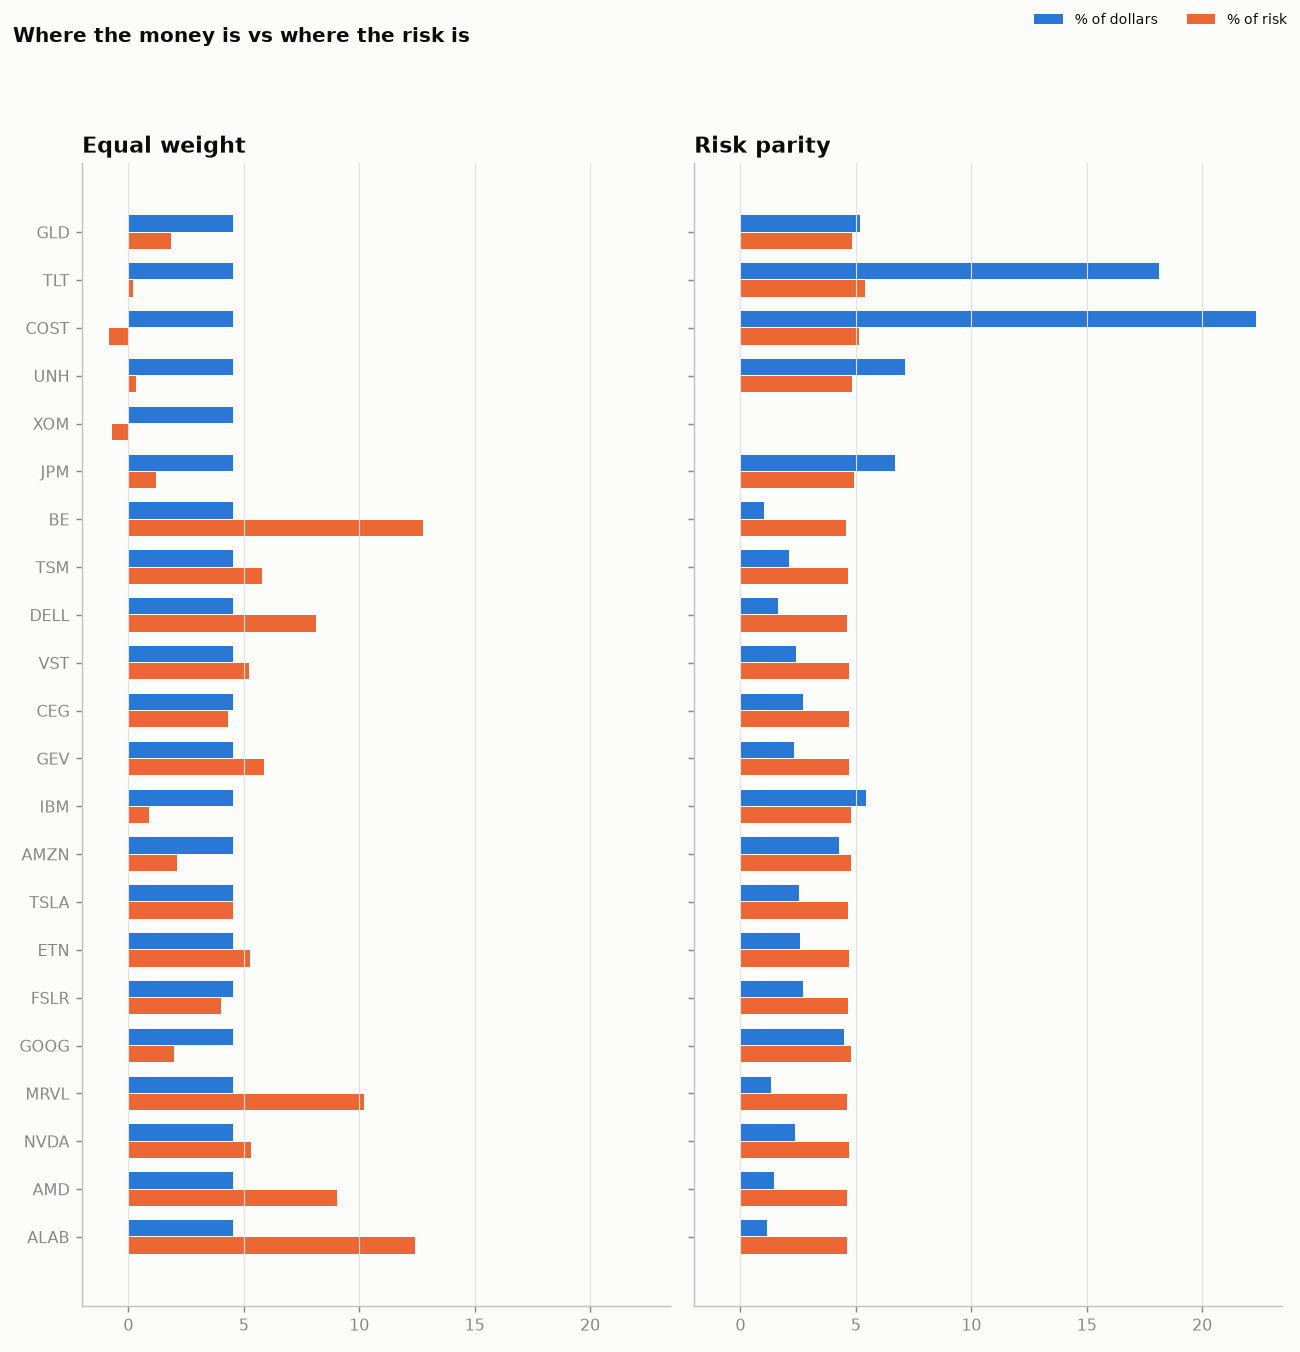 % of dollars % of risk
Where the money is vs where the risk is
Equal weight
Risk parity
GLD
TLT
COST
UNH
XOM
JPM
BE
TSM
DELL
VST
CEG
GEV
IBM
AMZN
TSLA
ETN
FSLR
GOOG
MRVL
NVDA
AMD
ALAB
0 5 10 15 20
0 5 10 15 20